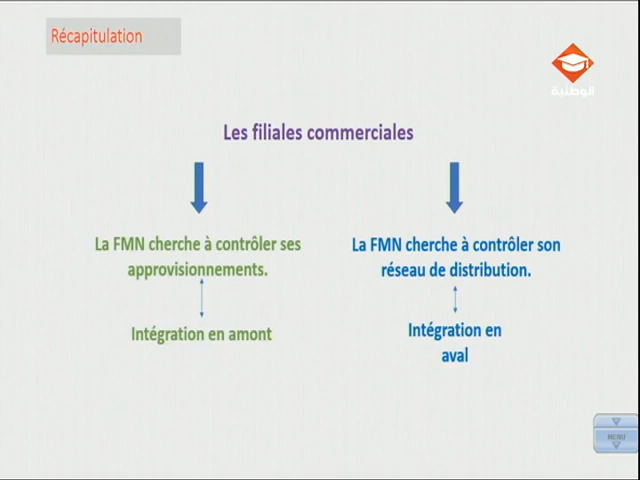 Récapitulation
الوطنية
Les filiales commerciales
La FMN cherche à contrôler ses
approvisionnements.
Intégration en amont
La FMN cherche à contrôler son
réseau de distribution.
Intégration en
aval
MENU